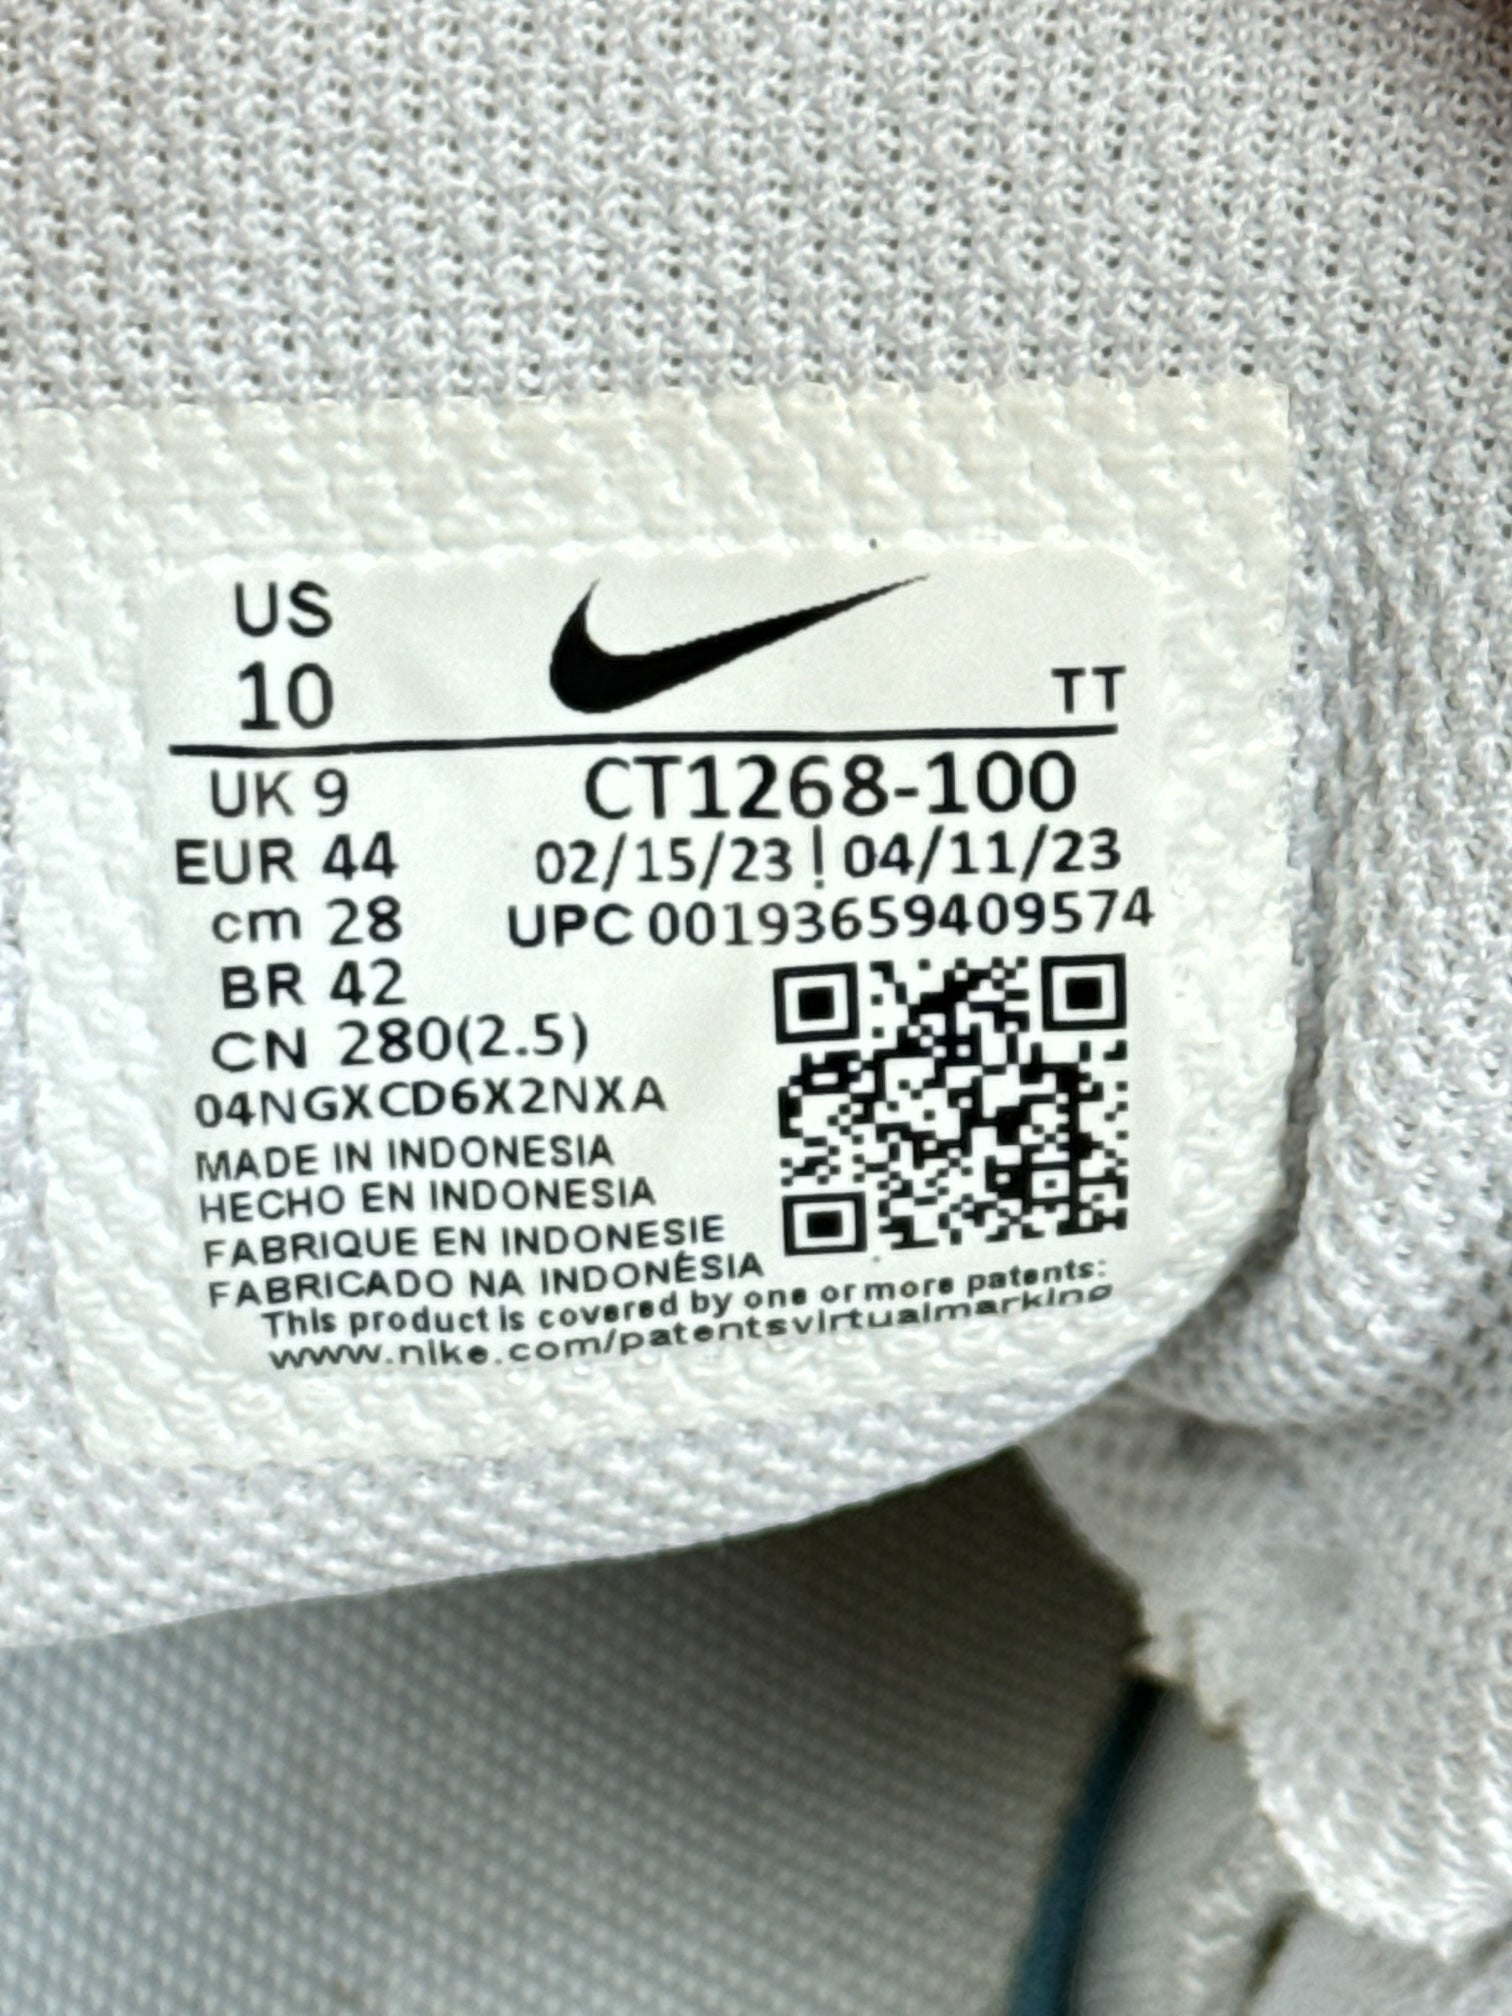 US
10
TT
UK 9
CT1268-100
EUR 44
02/15/23 | 04/11/23
cm 28
UPC 00193659409574
BR 42
CN 280(2.5)
04NGXCD6X2NXA
MADE IN INDONESIA
HECHO EN INDONESIA
FABRIQUE EN INDONESIE
FABRICADO NA INDONÉSIA
This product is covered by one or more patents:
www.nike.com/patentsvirtualmarking